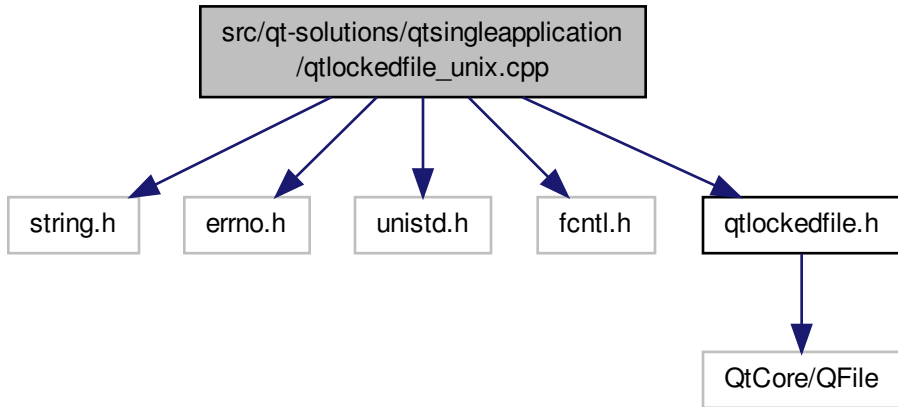 src/qt-solutions/qtsingleapplication
/qtlockedfile_unix.cpp
string.h
errno.h
unistd.h
fcntl.h
qtlockedfile.h
QtCore/QFile